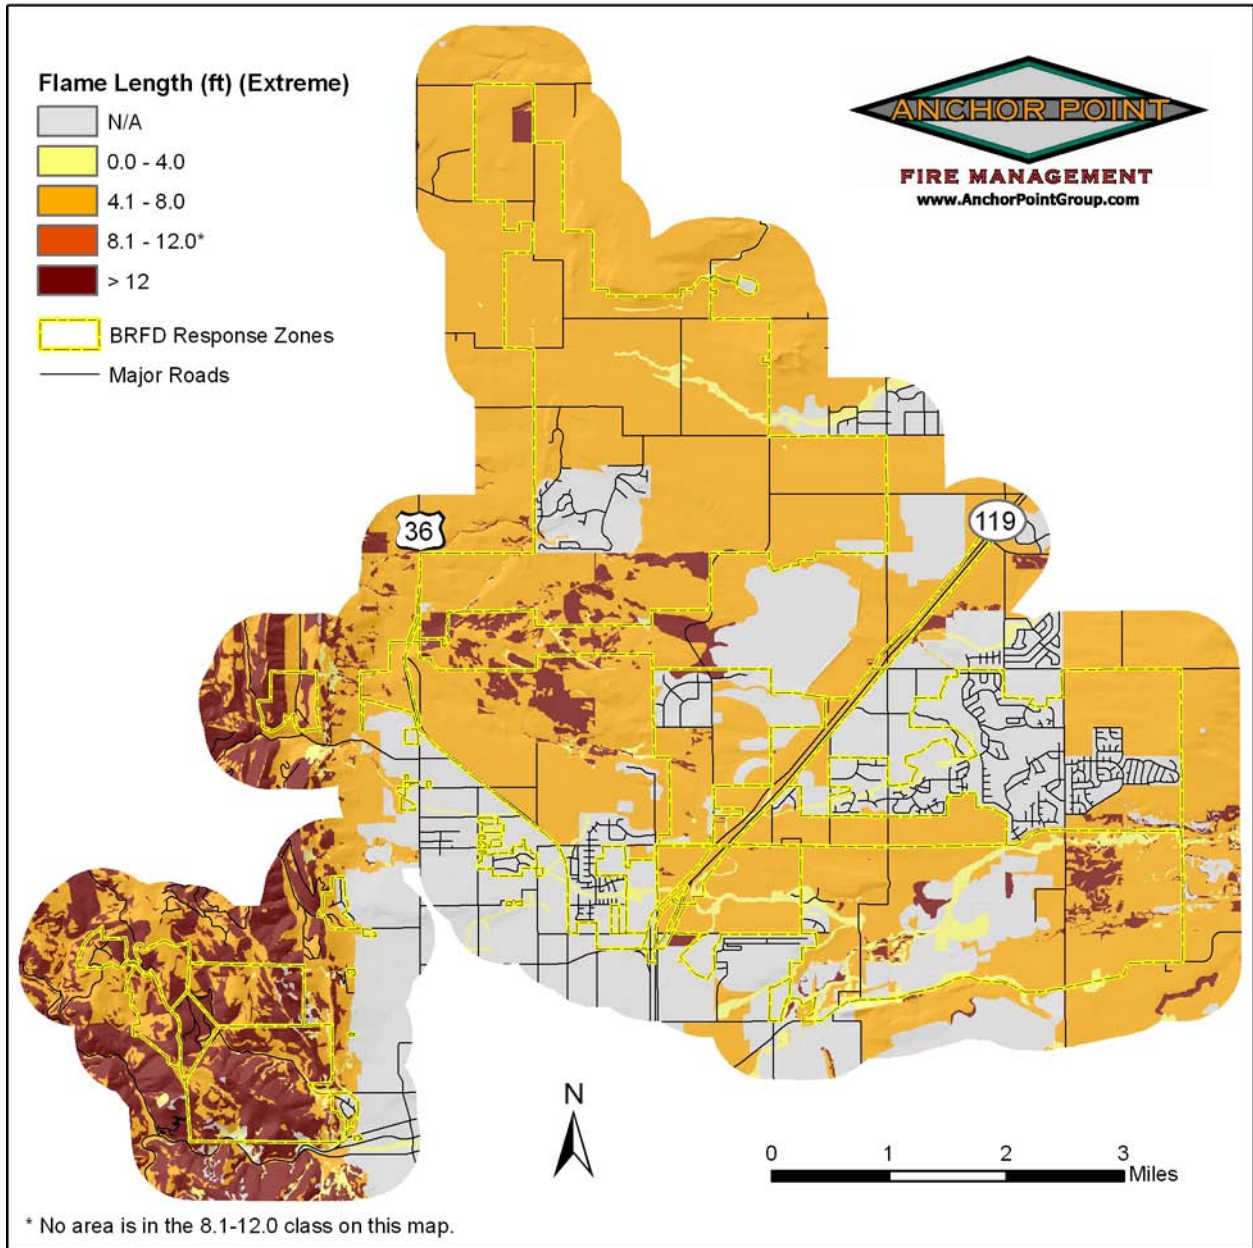 Flame Length (ft) (Extreme)
N/A
0.0 - 4.0
4.1 - 8.0
8.1 - 12.0*
> 12
BRFD Response Zones
Major Roads
ANCHOR POINT
FIRE MANAGEMENT
www.AnchorPointGroup.com
36
119
N
0 1 2 3
Miles
* No area is in the 8.1-12.0 class on this map.